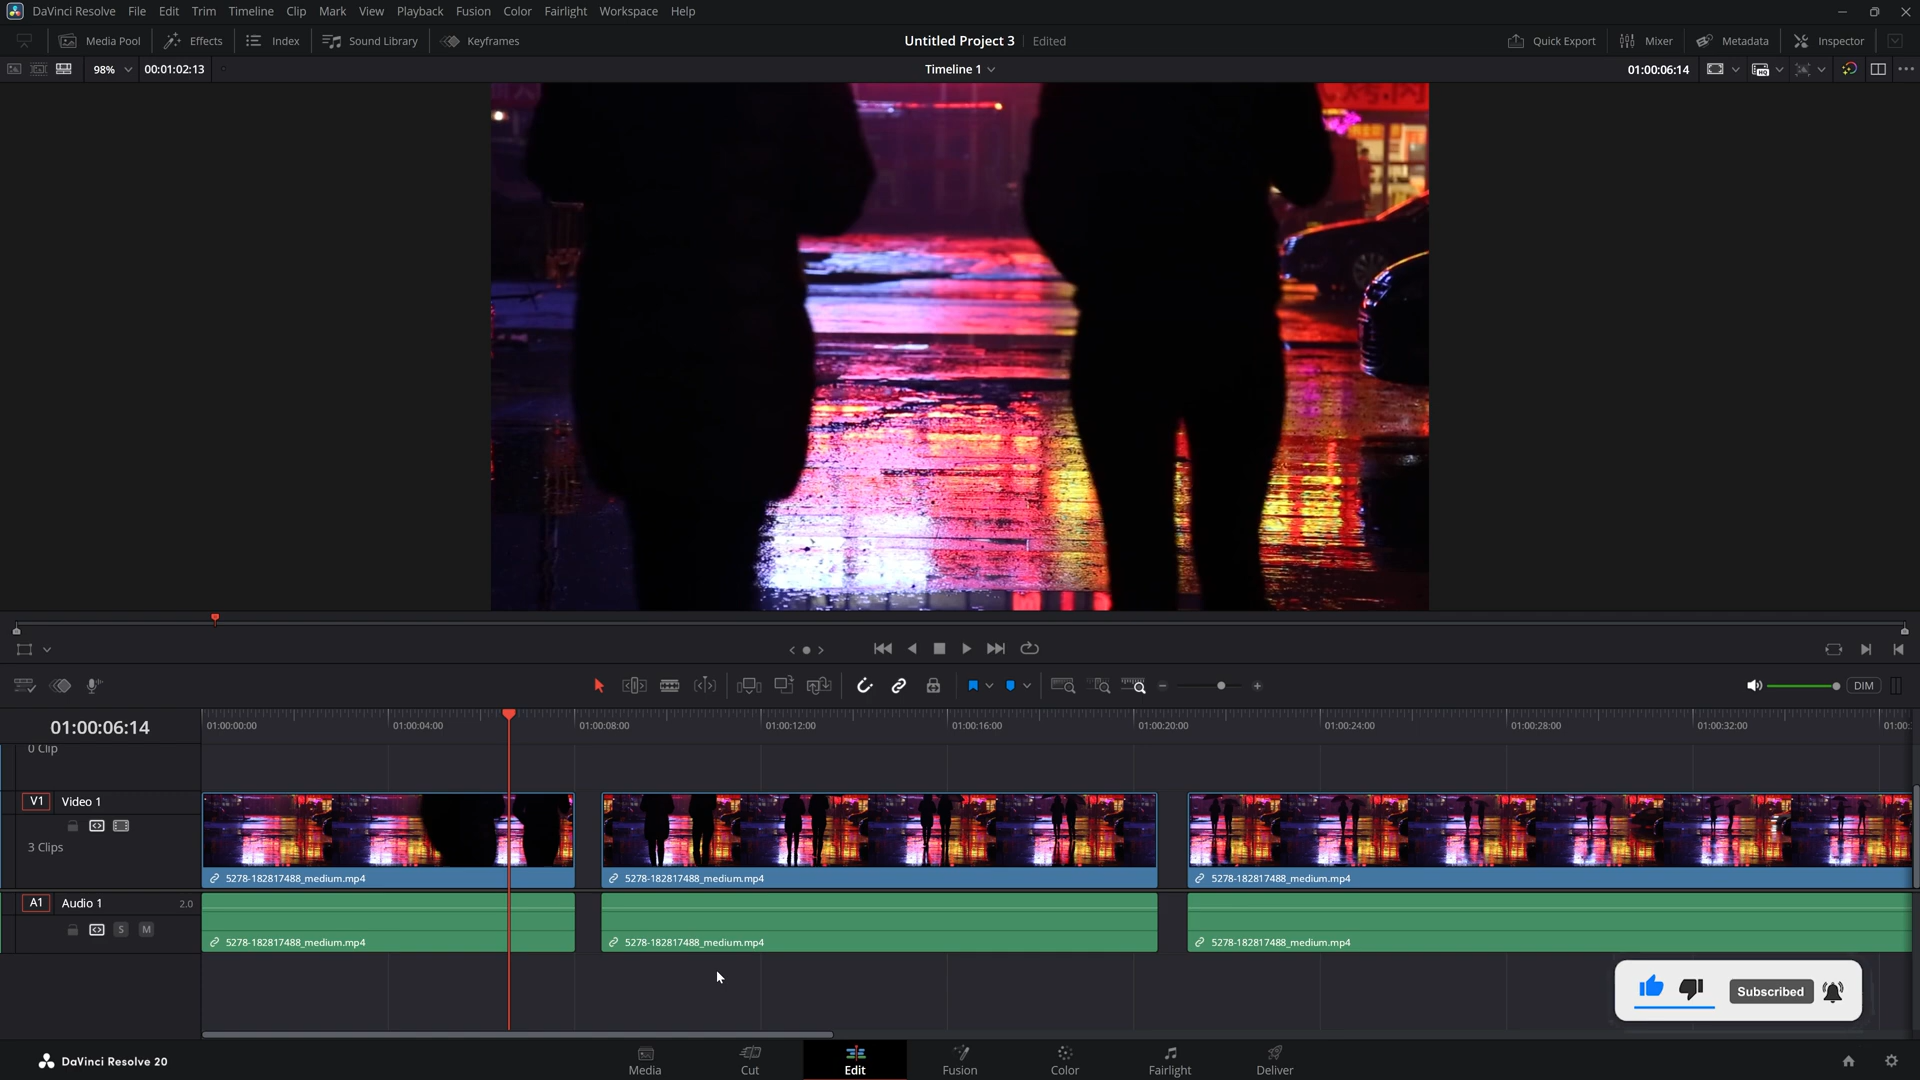 DaVinci Resolve File Edit Trim Timeline Clip Mark View Playback Fusion Color Fairlight Workspace Help
Media Pool Effects Index Sound Library Keyframes Untitled Project 3 Edited Quick Export Mixer Metadata Inspector
98% 00:01:02:13 Timeline 1 01:00:06:14
DIM
01:00:06:14 01:00:00:00 01:00:04:00 01:00:08:00 01:00:12:00 01:00:16:00 01:00:20:00 01:00:24:00 01:00:28:00 01:00:32:00
0 Clip
V1 Video 1
3 Clips
5278-182817488_medium.mp4 5278-182817488_medium.mp4 5278-182817488_medium.mp4
A1 Audio 1 2.0
S M
5278-182817488_medium.mp4 5278-182817488_medium.mp4 5278-182817488_medium.mp4
Subscribed
DaVinci Resolve 20 Media Cut Edit Fusion Color Fairlight Deliver